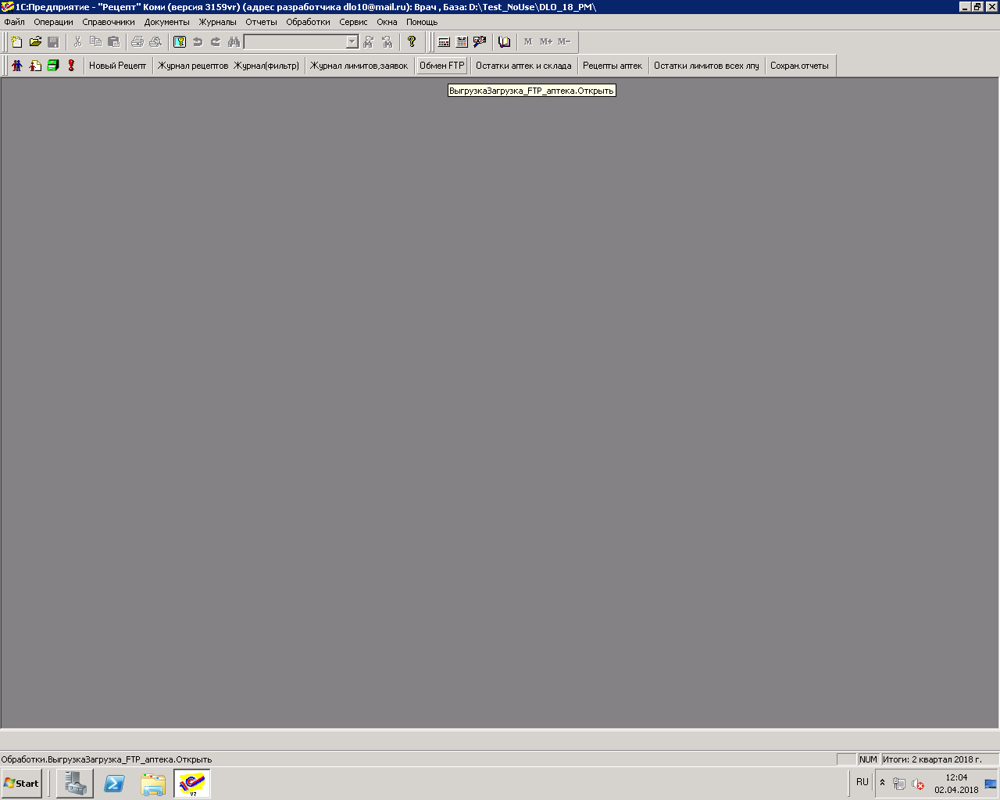 1С:Предприятие - "Рецепт" Коми (версия 3159vr) (адрес разработчика dlo10@mail.ru): Врач , База: D:\Test_NoUse\DLO_18_PM\
Файл Операции Справочники Документы Журналы Отчеты Обработки Сервис Окна Помощь
M M+ M-
Новый Рецепт Журнал рецептов Журнал(фильтр) Журнал лимитов,заявок Обмен FTP Остатки аптек и склада Рецепты аптек Остатки лимитов всех лпу Сохран.отчеты
ВыгрузкаЗагрузка_FTP_аптека.Открыть
Обработки.ВыгрузкаЗагрузка_FTP_аптека.Открыть NUM Итоги: 2 квартал 2018 г.
Start V7 RU 12:04
02.04.2018